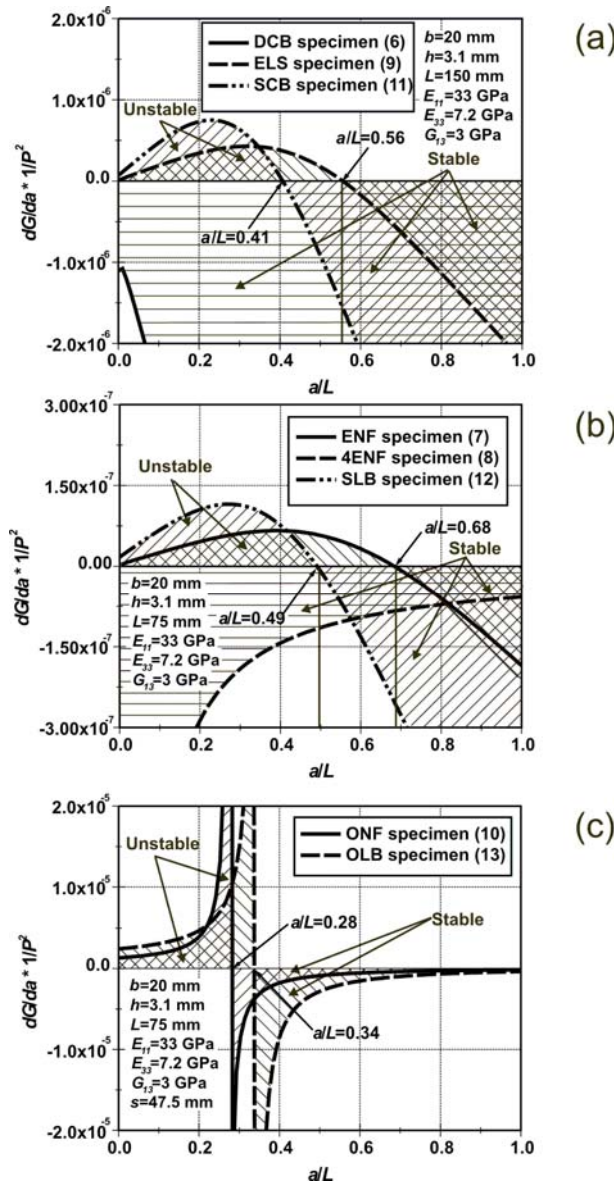 (a)
DCB specimen (6)
ELS specimen (9)
SCB specimen (11)
b=20 mm
h=3.1 mm
L=150 mm
E11=33 GPa
E33=7.2 GPa
G13=3 GPa
2.0x10-6
1.0x10-6
0.0
-1.0x10-6
-2.0x10-6
dG/da* 1/P2
Unstable
a/L=0.56
Stable
a/L=0.41
0.0 0.2 0.4 0.6 0.8 1.0
a/L
(b)
ENF specimen (7)
4ENF specimen (8)
SLB specimen (12)
3.00x10-7
1.50x10-7
0.00
-1.50x10-7
-3.00x10-7
dG/da* 1/P2
Unstable
a/L=0.68
Stable
b=20 mm
h=3.1 mm
L=75 mm
E11=33 GPa
E33=7.2 GPa
G13=3 GPa
a/L=0.49
0.0 0.2 0.4 0.6 0.8 1.0
a/L
(c)
ONF specimen (10)
OLB specimen (13)
2.0x10-5
1.0x10-5
0.0
-1.0x10-5
-2.0x10-5
dG/da* 1/P2
Unstable
a/L=0.28
Stable
b=20 mm
h=3.1 mm
L=75 mm
E11=33 GPa
E33=7.2 GPa
G13=3 GPa
s=47.5 mm
a/L=0.34
0.0 0.2 0.4 0.6 0.8 1.0
a/L